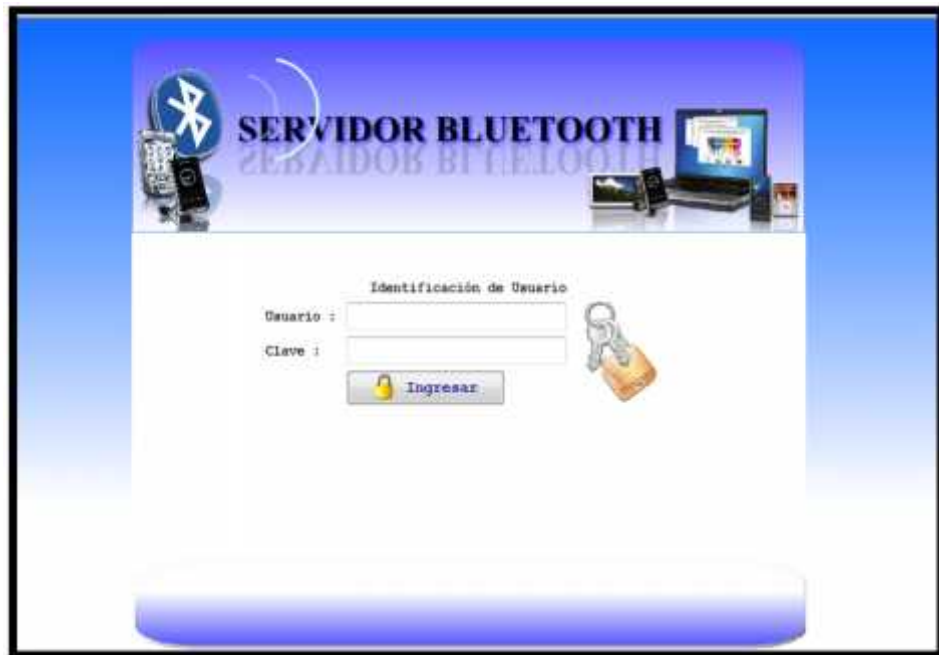 SERVIDOR BLUETOOTH
Identificación de Usuario
Usuario :
Clave :
Ingresar